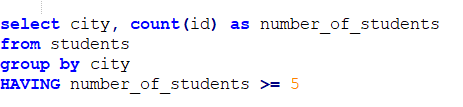 select city, count(id) as number_of_students
from students
group by city
HAVING number_of_students >= 5